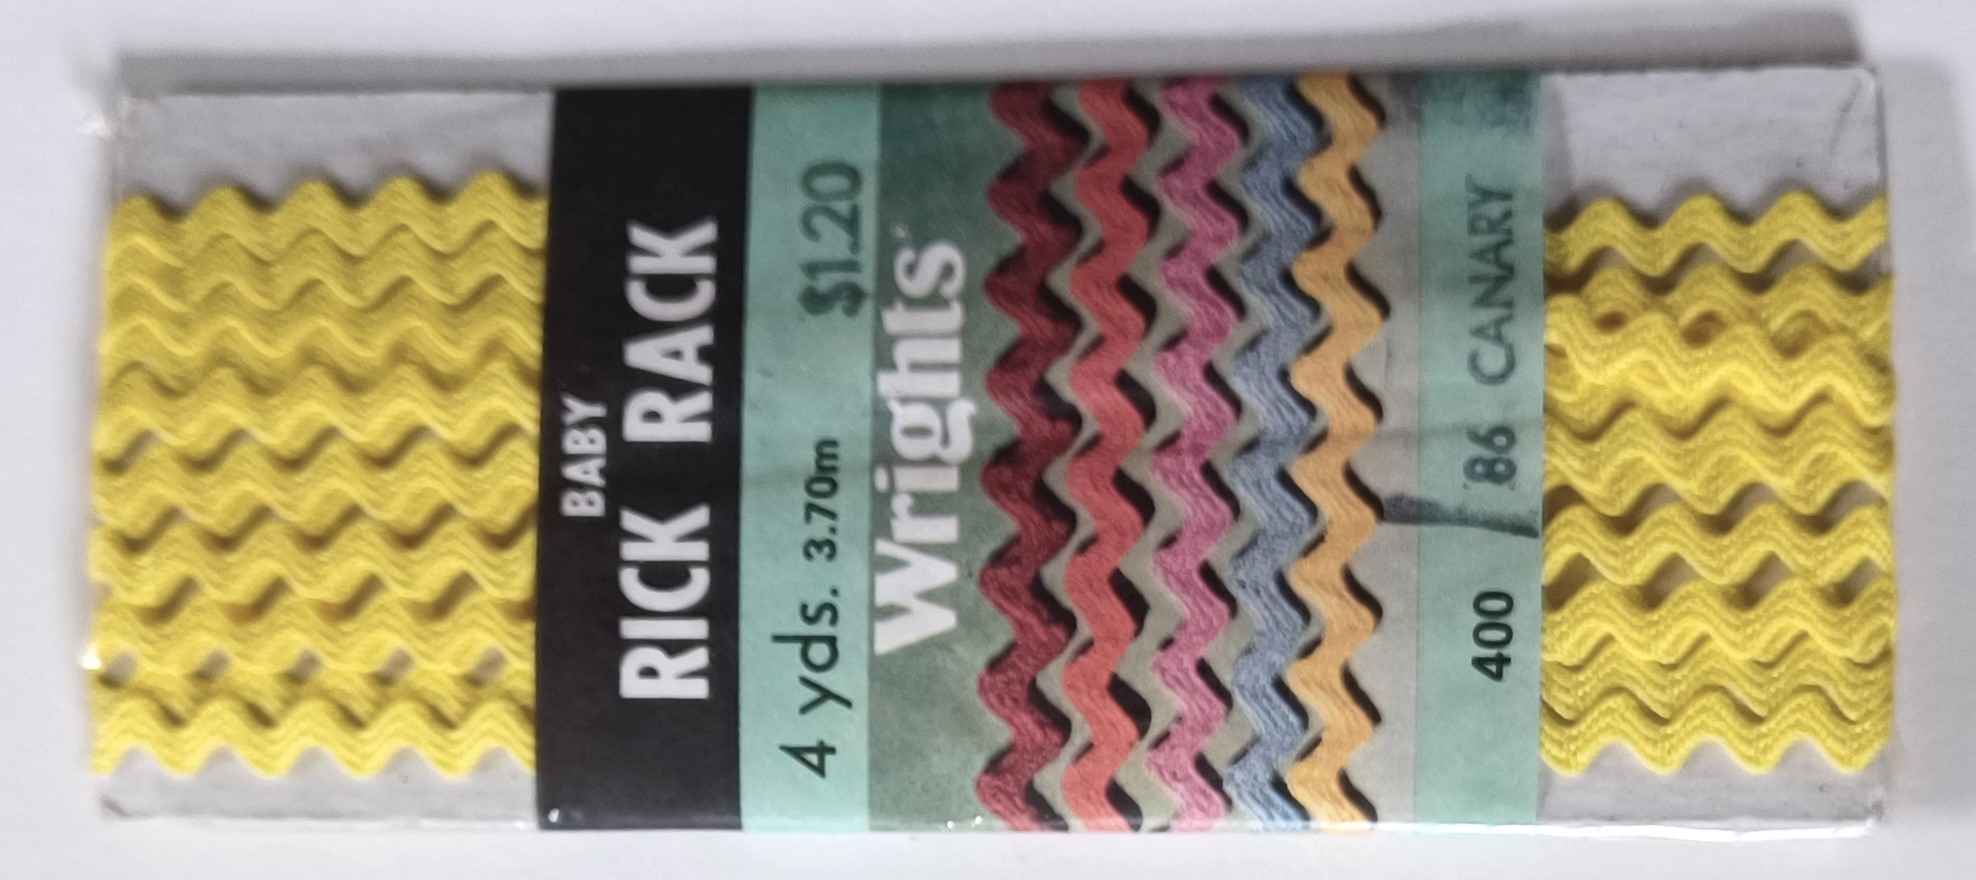 BABY
RICK RACK
4 yds. 3.70m $1.20
Wrights
400 86 CANARY